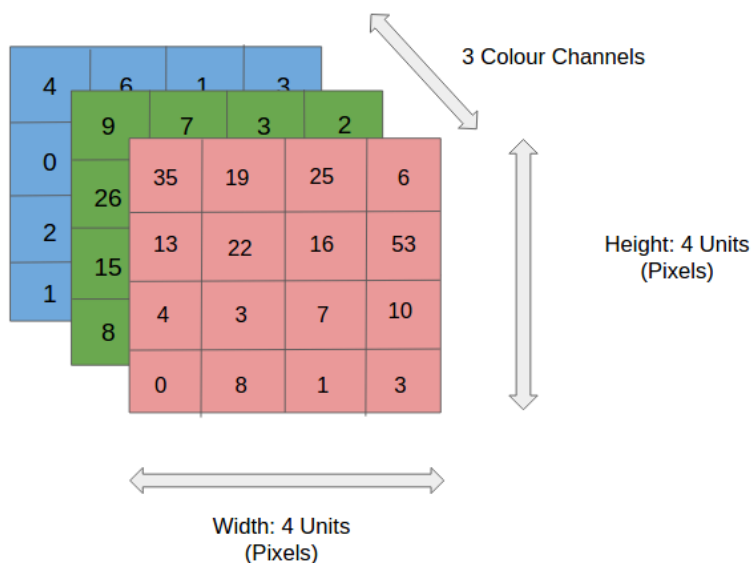 3 Colour Channels
4 6 1 3
9 7 3 2
35 19 25 6
0
26
13 22 16 53
Height: 4 Units
(Pixels)
2
15
4 3 7 10
1
8
0 8 1 3
Width: 4 Units
(Pixels)